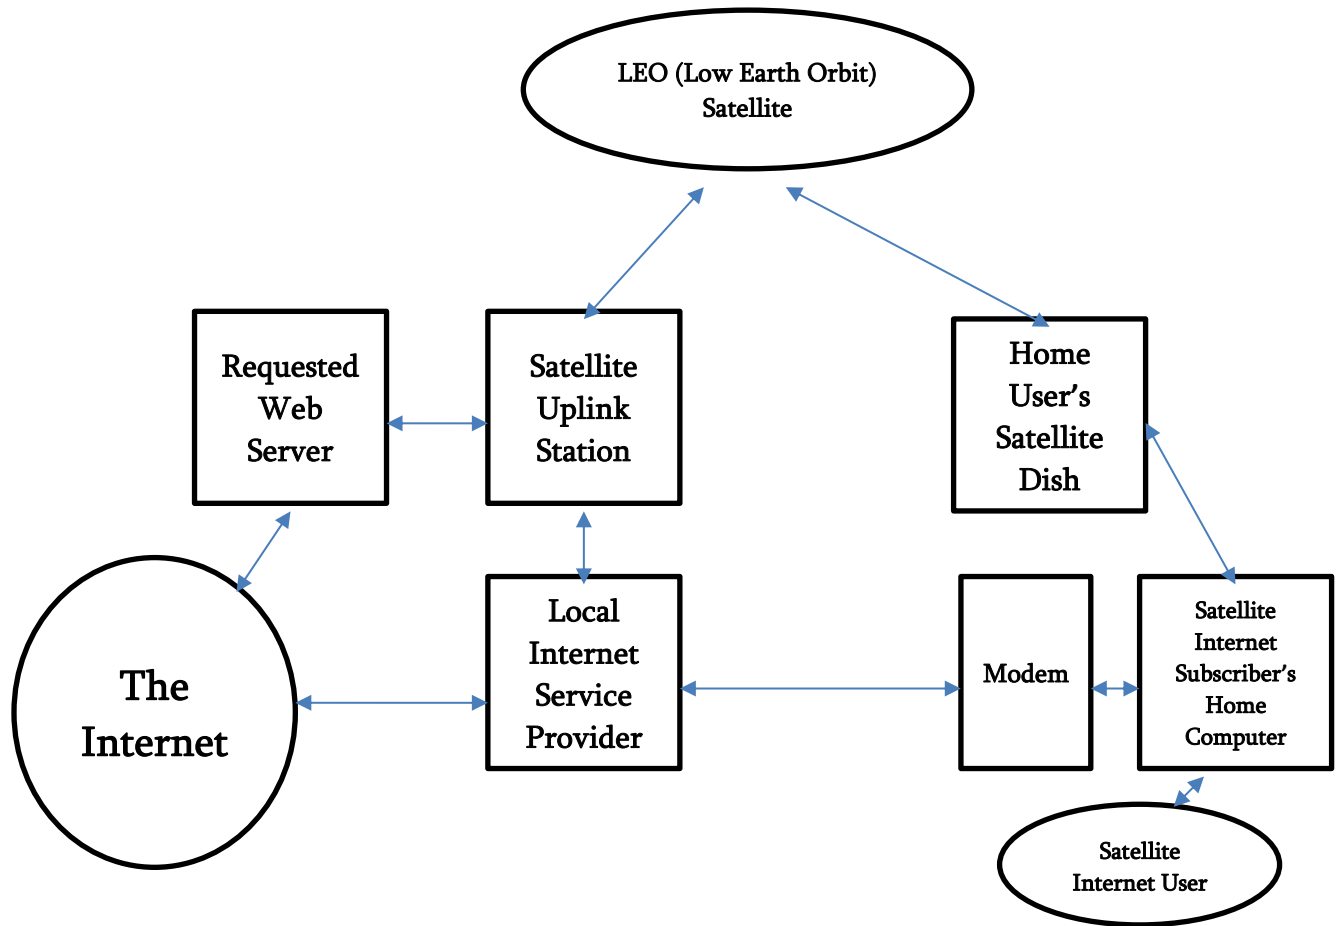 LEO (Low Earth Orbit)
Satellite
Requested
Web
Server
Satellite
Uplink
Station
Home
User’s
Satellite
Dish
The
Internet
Local
Internet
Service
Provider
Modem
Satellite
Internet
Subscriber’s
Home
Computer
Satellite
Internet User